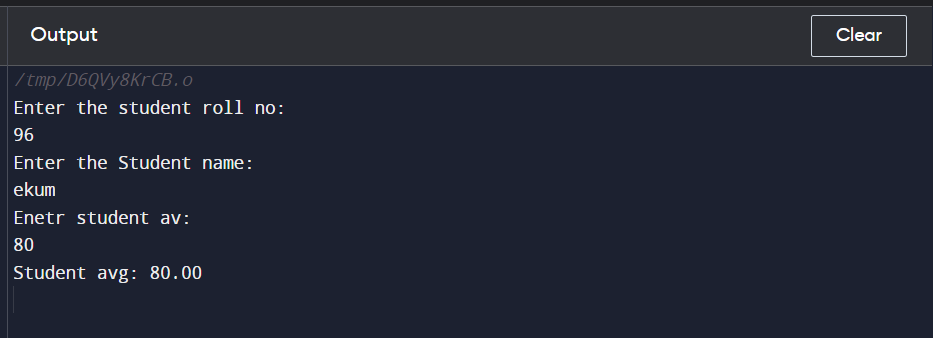 Output
Clear
/tmp/D6QVy8KrCB.o
Enter the student roll no:
96
Enter the Student name:
ekum
Enetr student av:
80
Student avg: 80.00